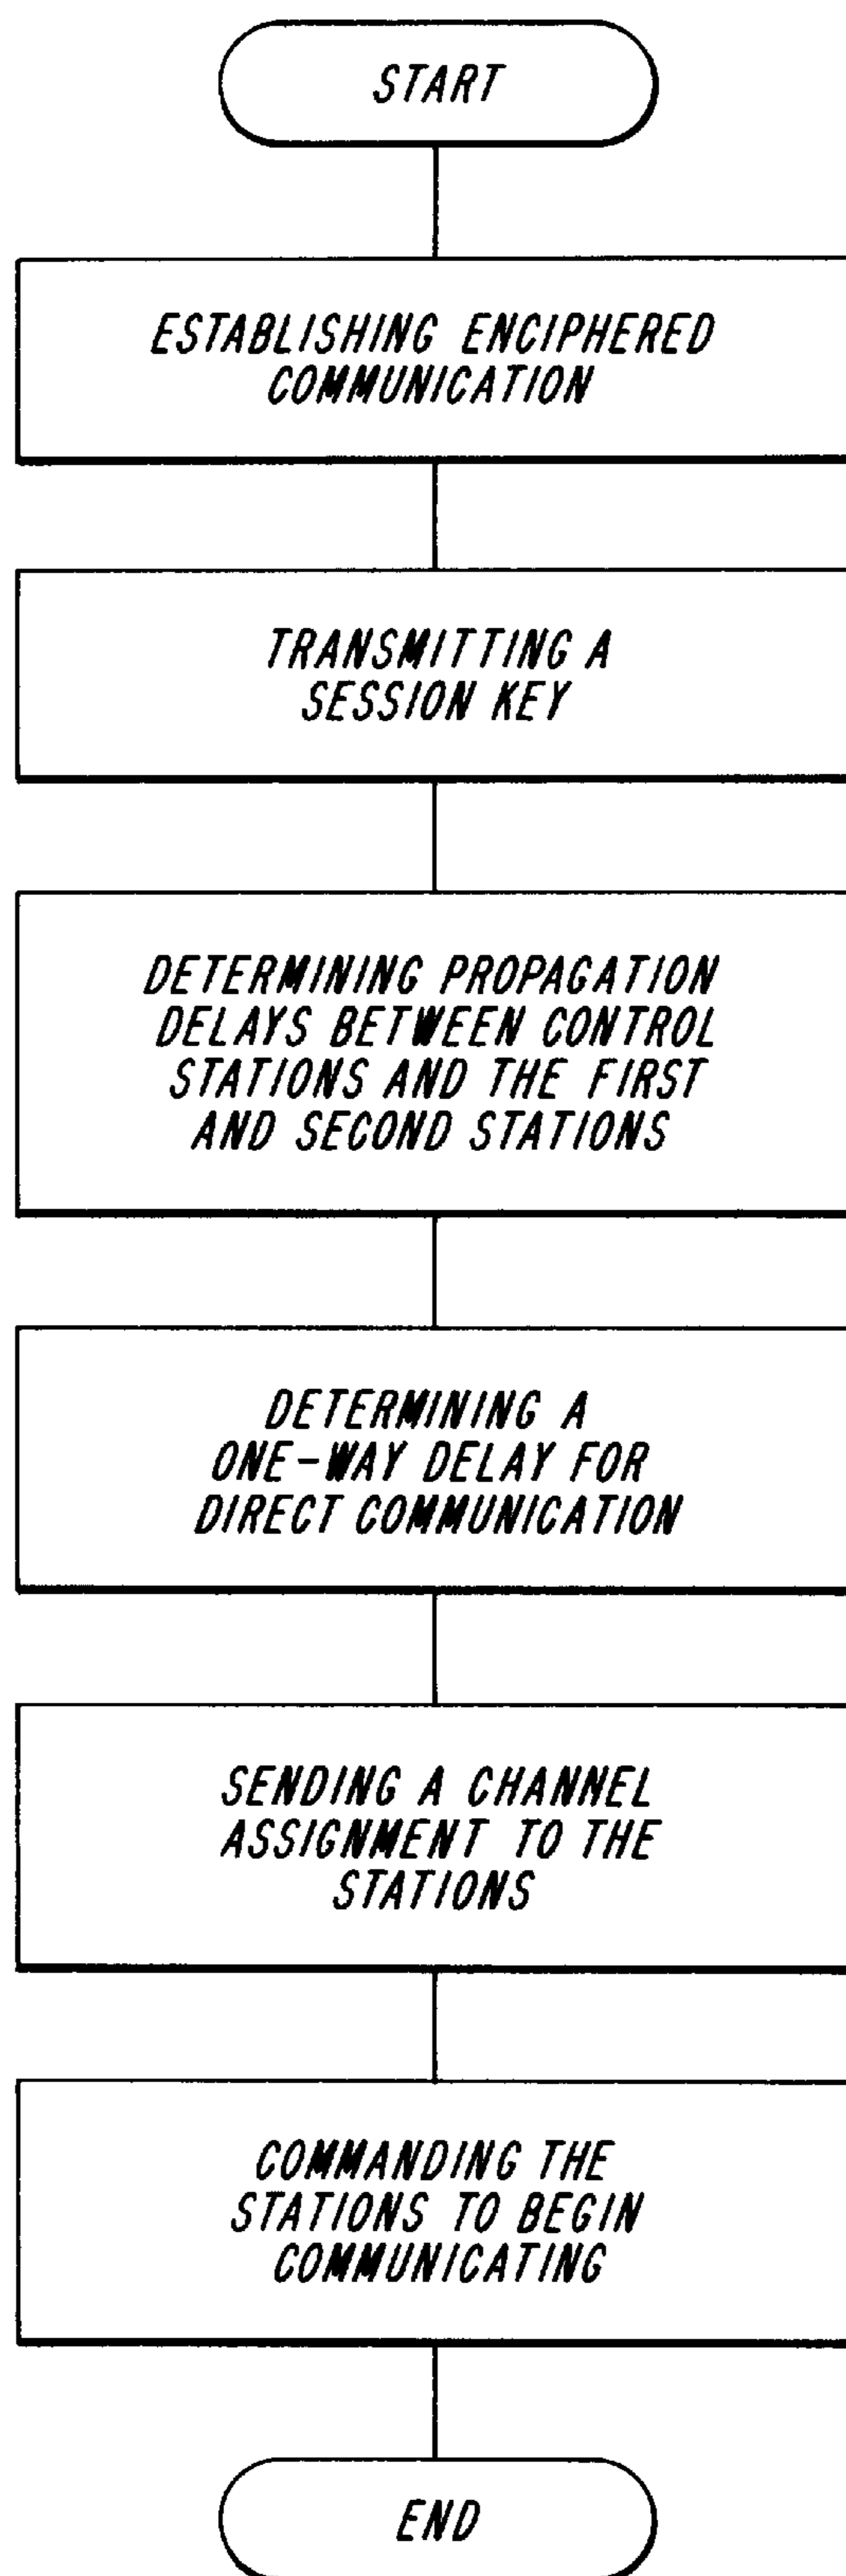 START
ESTABLISHING ENCIPHERED
COMMUNICATION
TRANSMITTING A
SESSION KEY
DETERMINING PROPAGATION
DELAYS BETWEEN CONTROL
STATIONS AND THE FIRST
AND SECOND STATIONS
DETERMINING A
ONE-WAY DELAY FOR
DIRECT COMMUNICATION
SENDING A CHANNEL
ASSIGNMENT TO THE
STATIONS
COMMANDING THE
STATIONS TO BEGIN
COMMUNICATING
END